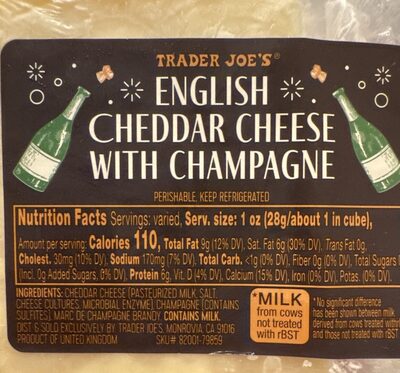 TRADER JOE'S®
ENGLISH
CHEDDAR CHEESE
WITH CHAMPAGNE
PERISHABLE, KEEP REFRIGERATED
Nutrition Facts Servings: varied, Serv. size: 1 oz (28g/about 1 in cube),
Amount per serving: Calories 110, Total Fat 9g (12% DV), Sat. Fat 6g (30% DV), Trans Fat 0g,
Cholest. 30mg (10% DV), Sodium 170mg (7% DV), Total Carb. <1g (0% DV), Fiber 0g (0% DV), Total Sugars
(Incl. 0g Added Sugars, 0% DV), Protein 6g, Vit. D (4% DV), Calcium (15% DV), Iron (0% DV), Potas. (0% DV).
INGREDIENTS: CHEDDAR CHEESE (PASTEURIZED MILK, SALT,
CHEESE CULTURES, MICROBIAL ENZYME), CHAMPAGNE (CONTAINS
SULFITES), MARC DE CHAMPAGNE BRANDY. CONTAINS MILK.
DIST. & SOLD EXCLUSIVELY BY: TRADER JOE'S, MONROVIA, CA 91016
PRODUCT OF UNITED KINGDOM SKU# 82001-79859
*MILK
from cows
not treated
with rBST
*No significant difference
has been shown between milk
derived from cows treated with
and those not treated with rBST.